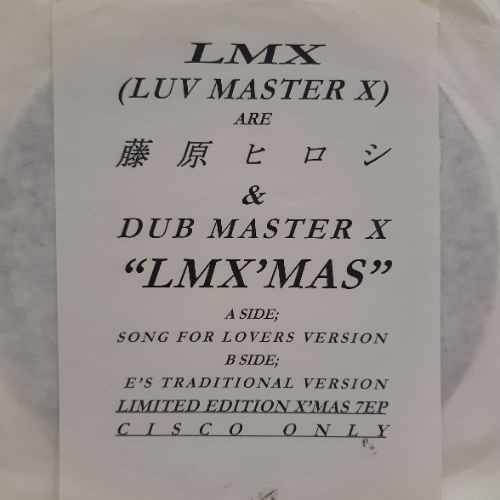 LMX
(LUV MASTER X)
ARE
藤原ヒロシ
&
DUB MASTER X
“LMX’MAS”
A SIDE;
SONG FOR LOVERS VERSION
B SIDE;
E'S TRADITIONAL VERSION
LIMITED EDITION X'MAS 7EP
CISCO ONLY